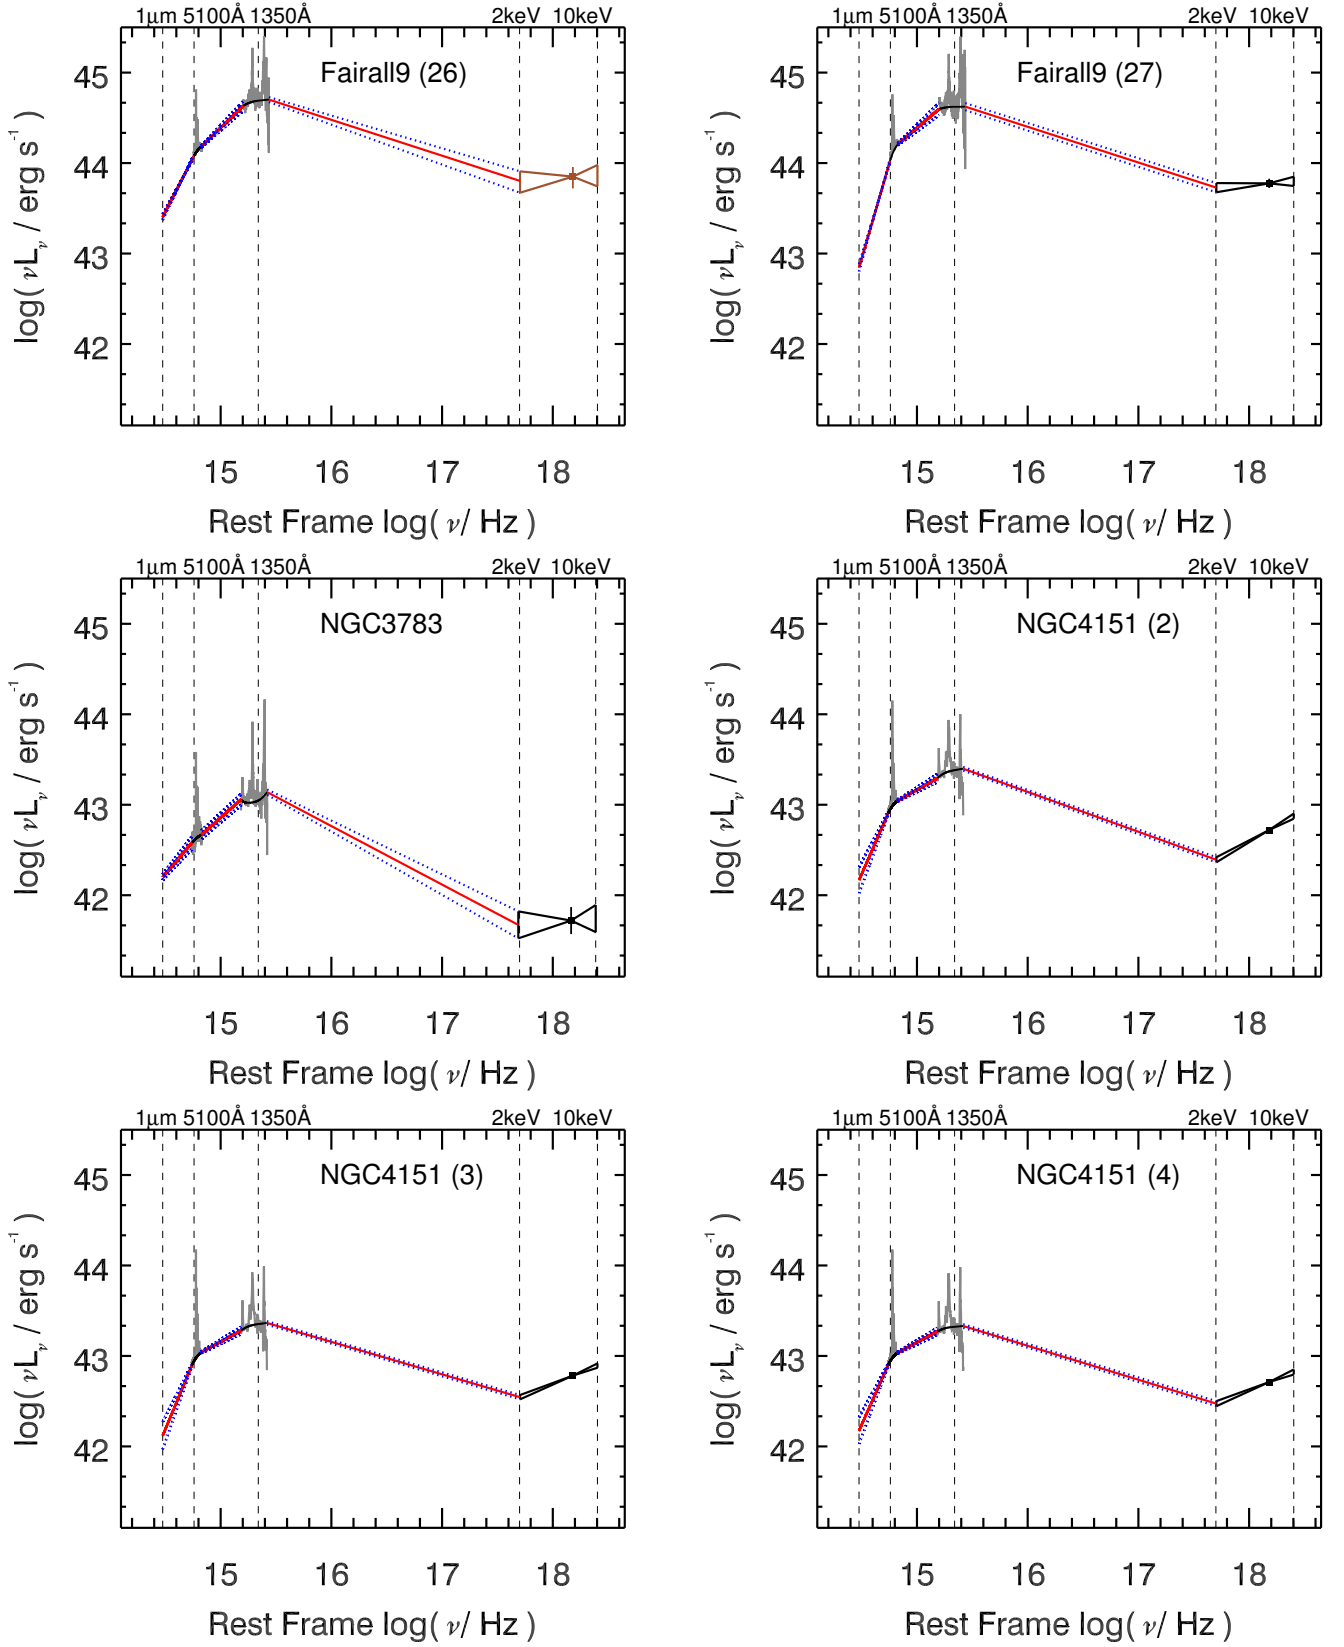 1μm 5100Å 1350Å 2keV 10keV
Fairall9 (26)
45
44
43
42
log( νLν / erg s-1 )
15 16 17 18
Rest Frame log( ν/ Hz )
1μm 5100Å 1350Å 2keV 10keV
Fairall9 (27)
45
44
43
42
log( νLν / erg s-1 )
15 16 17 18
Rest Frame log( ν/ Hz )
1μm 5100Å 1350Å 2keV 10keV
NGC3783
45
44
43
42
log( νLν / erg s-1 )
15 16 17 18
Rest Frame log( ν/ Hz )
1μm 5100Å 1350Å 2keV 10keV
NGC4151 (2)
45
44
43
42
log( νLν / erg s-1 )
15 16 17 18
Rest Frame log( ν/ Hz )
1μm 5100Å 1350Å 2keV 10keV
NGC4151 (3)
45
44
43
42
log( νLν / erg s-1 )
15 16 17 18
Rest Frame log( ν/ Hz )
1μm 5100Å 1350Å 2keV 10keV
NGC4151 (4)
45
44
43
42
log( νLν / erg s-1 )
15 16 17 18
Rest Frame log( ν/ Hz )